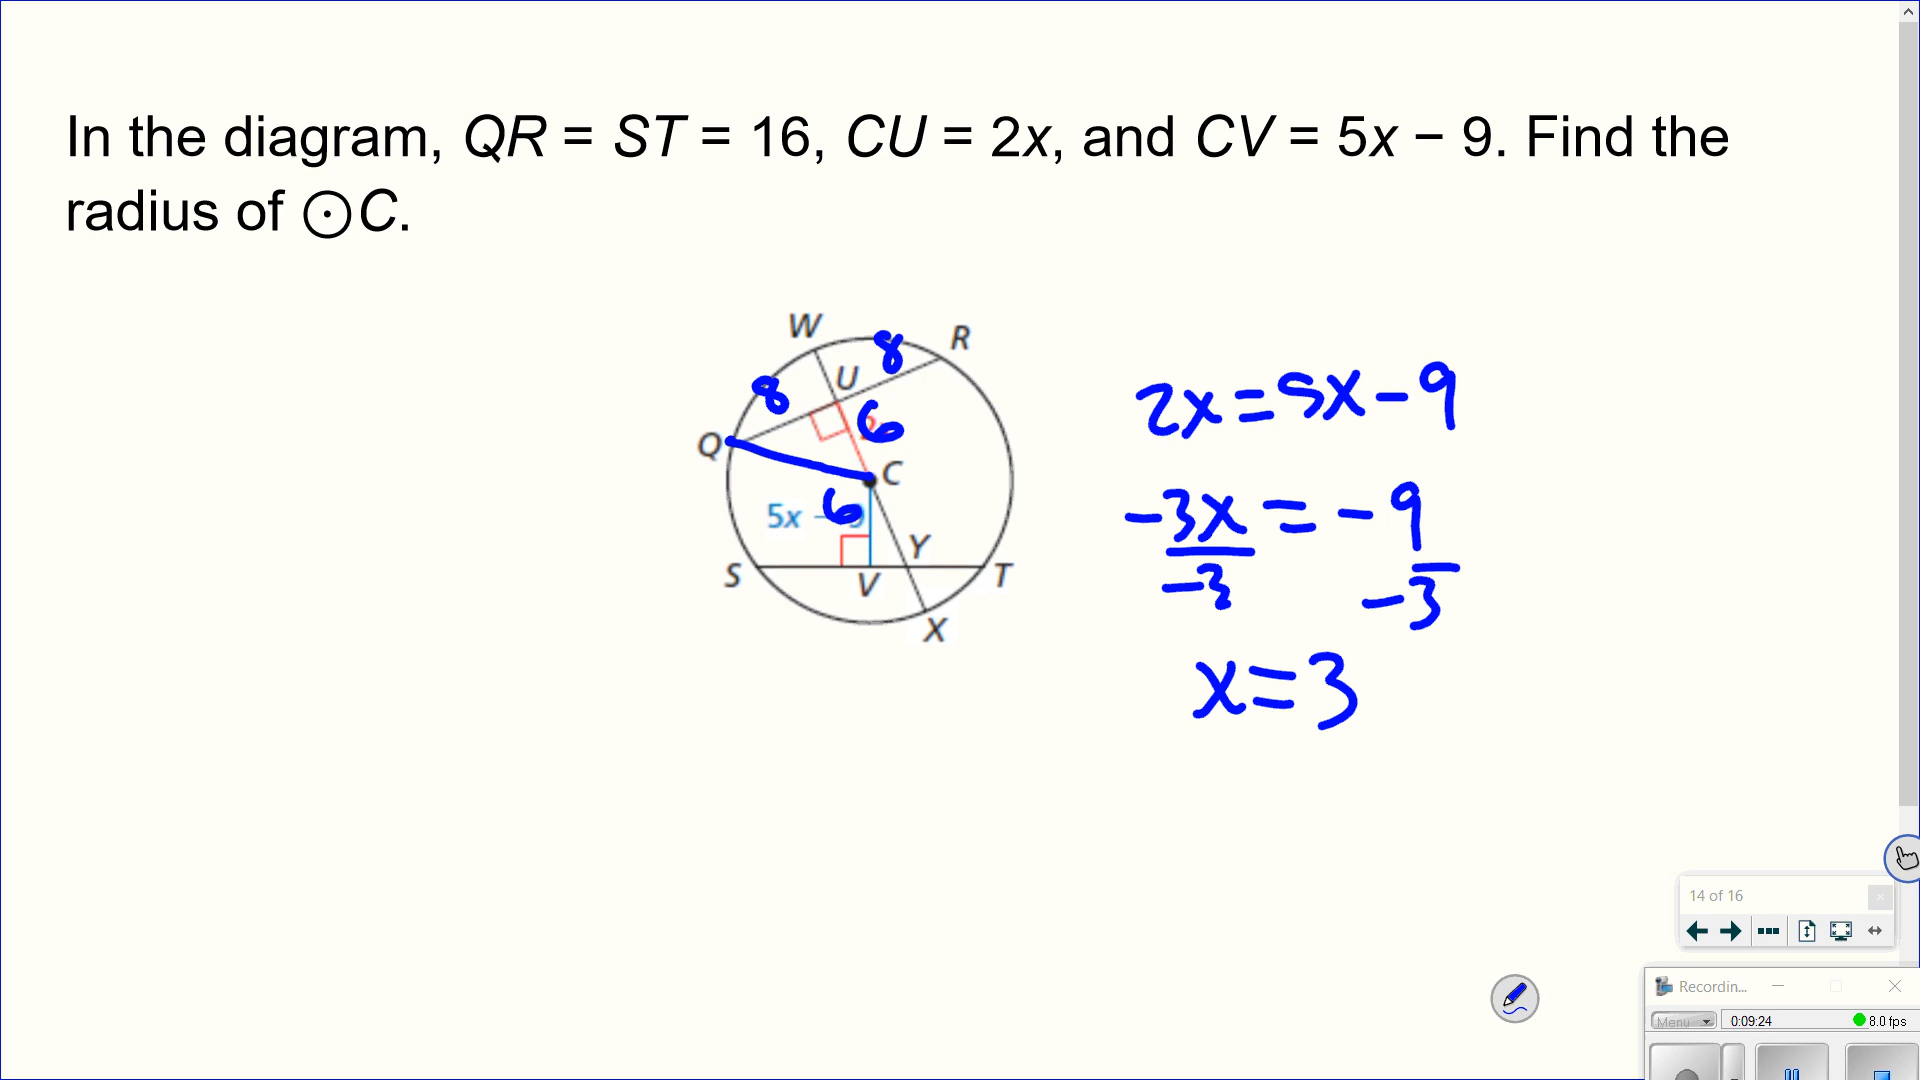 In the diagram, QR = ST = 16, CU = 2x, and CV = 5x − 9. Find the
radius of ⊙C.
W
R
8
U
8
6
Q
C
6
5x −
Y
S
V
T
X
2x=5x-9
-3x = -9
-3 -3
x=3
14 of 16
Recordin...
Menu
0:09:24
8.0 fps